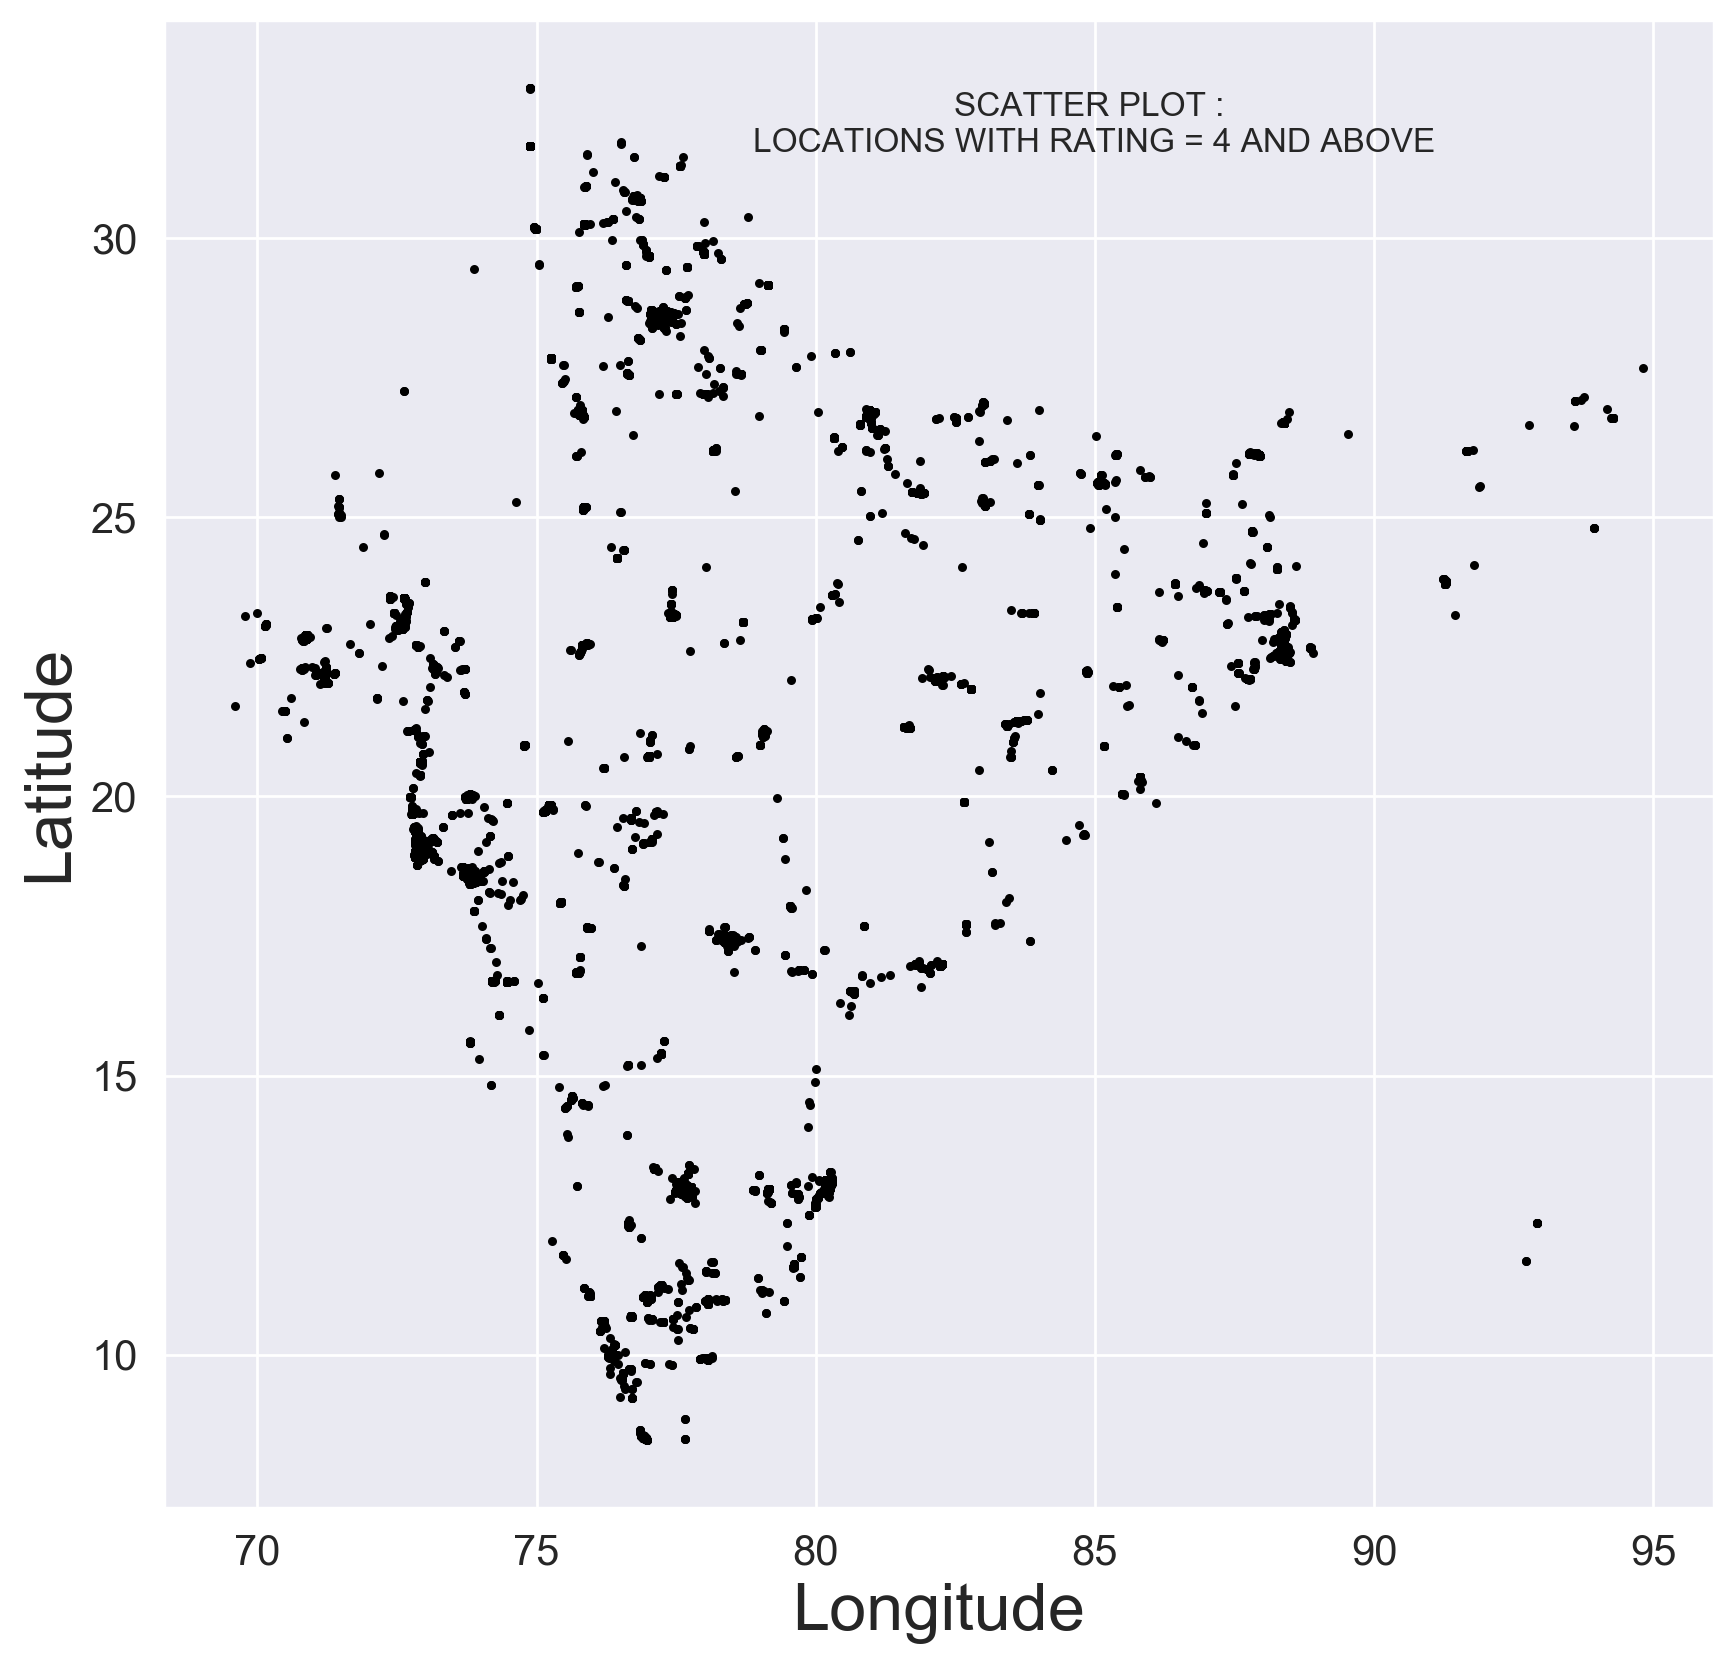 SCATTER PLOT :
LOCATIONS WITH RATING = 4 AND ABOVE
Latitude
30
25
20
15
10
70 75 80 85 90 95
Longitude